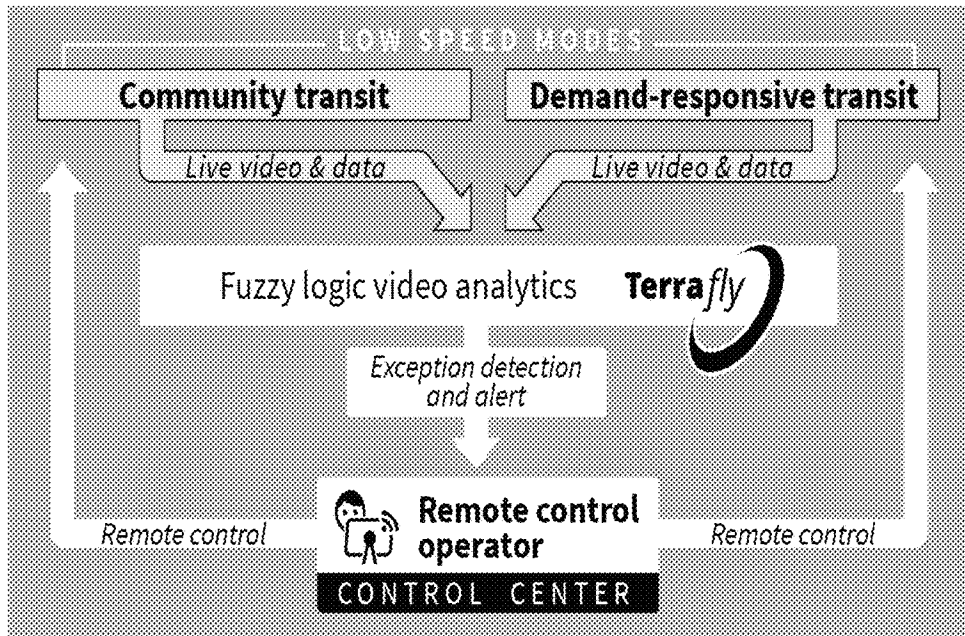 LOW SPEED MODES
Community transit
Demand-responsive transit
Live video & data
Live video & data
Fuzzy logic video analytics
Terrafly
Exception detection
and alert
Remote control
operator
Remote control
Remote control
CONTROL CENTER